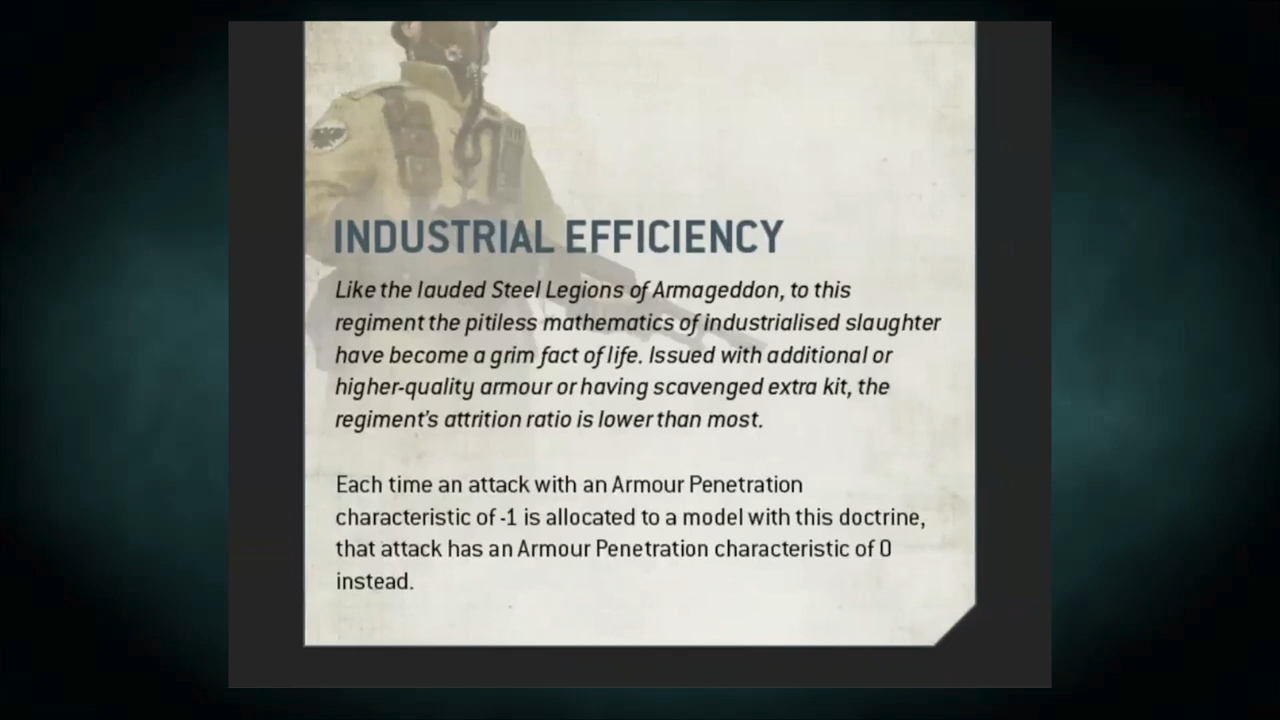 INDUSTRIAL EFFICIENCY
Like the lauded Steel Legions of Armageddon, to this
regiment the pitiless mathematics of industrialised slaughter
have become a grim fact of life. Issued with additional or
higher-quality armour or having scavenged extra kit, the
regiment's attrition ratio is lower than most.
Each time an attack with an Armour Penetration
characteristic of -1 is allocated to a model with this doctrine,
that attack has an Armour Penetration characteristic of 0
instead.